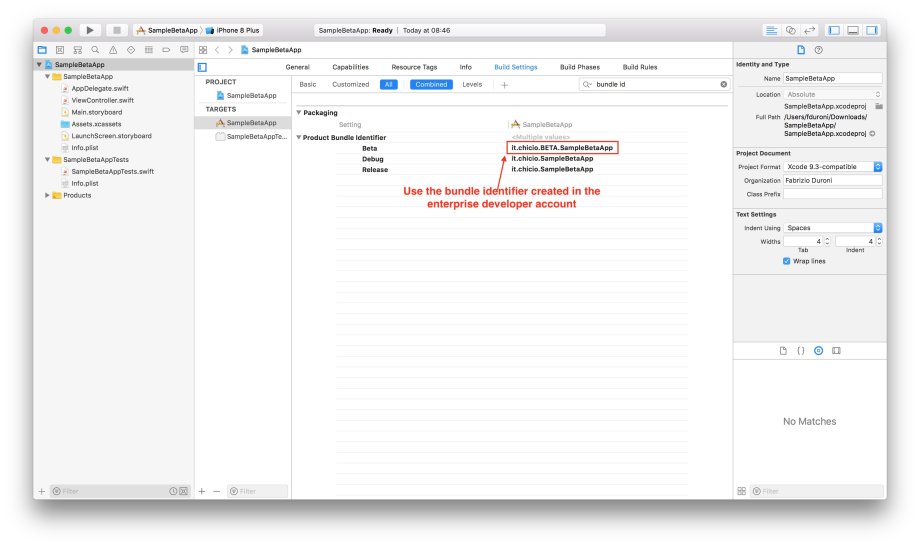 SampleBetaApp
iPhone 8 Plus
SampleBetaApp: Ready | Today at 08:46
SampleBetaApp
SampleBetaApp
SampleBetaApp
AppDelegate.swift
ViewController.swift
Main.storyboard
Assets.xcassets
LaunchScreen.storyboard
Info.plist
SampleBetaAppTests
SampleBetaAppTests.swift
Info.plist
Products
Filter
PROJECT
SampleBetaApp
TARGETS
SampleBetaApp
SampleBetaAppTe...
Filter
General Capabilities Resource Tags Info Build Settings Build Phases Build Rules
Basic Customized All Combined Levels + bundle id
Packaging
Setting SampleBetaApp
Product Bundle Identifier <Multiple values>
Beta it.chicio.BETA.SampleBetaApp
Debug it.chicio.SampleBetaApp
Release it.chicio.SampleBetaApp
Use the bundle identifier created in the
enterprise developer account
Identity and Type
Name SampleBetaApp
Location Absolute
SampleBetaApp.xcodeproj
Full Path /Users/fduroni/Downloads/
SampleBetaApp/
SampleBetaApp.xcodeproj
Project Document
Project Format Xcode 9.3-compatible
Organization Fabrizio Duroni
Class Prefix
Text Settings
Indent Using Spaces
Widths 4 4
Tab Indent
Wrap lines
No Matches
Filter